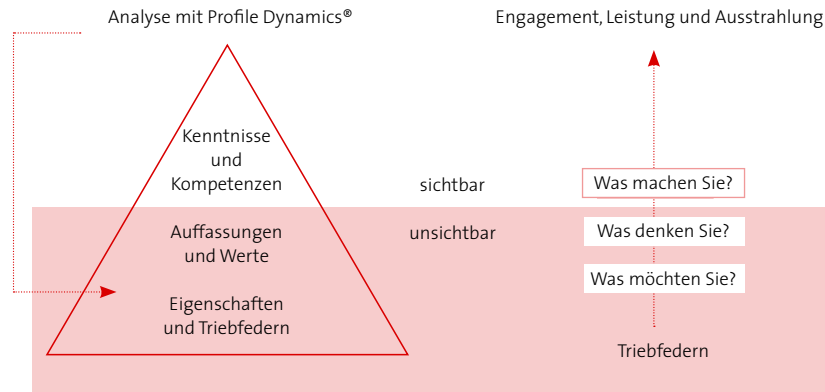 Analyse mit Profile Dynamics®
Engagement, Leistung und Ausstrahlung
Kenntnisse
und
Kompetenzen
sichtbar
Was machen Sie?
Auffassungen
und Werte
unsichtbar
Was denken Sie?
Was möchten Sie?
Eigenschaften
und Triebfedern
Triebfedern